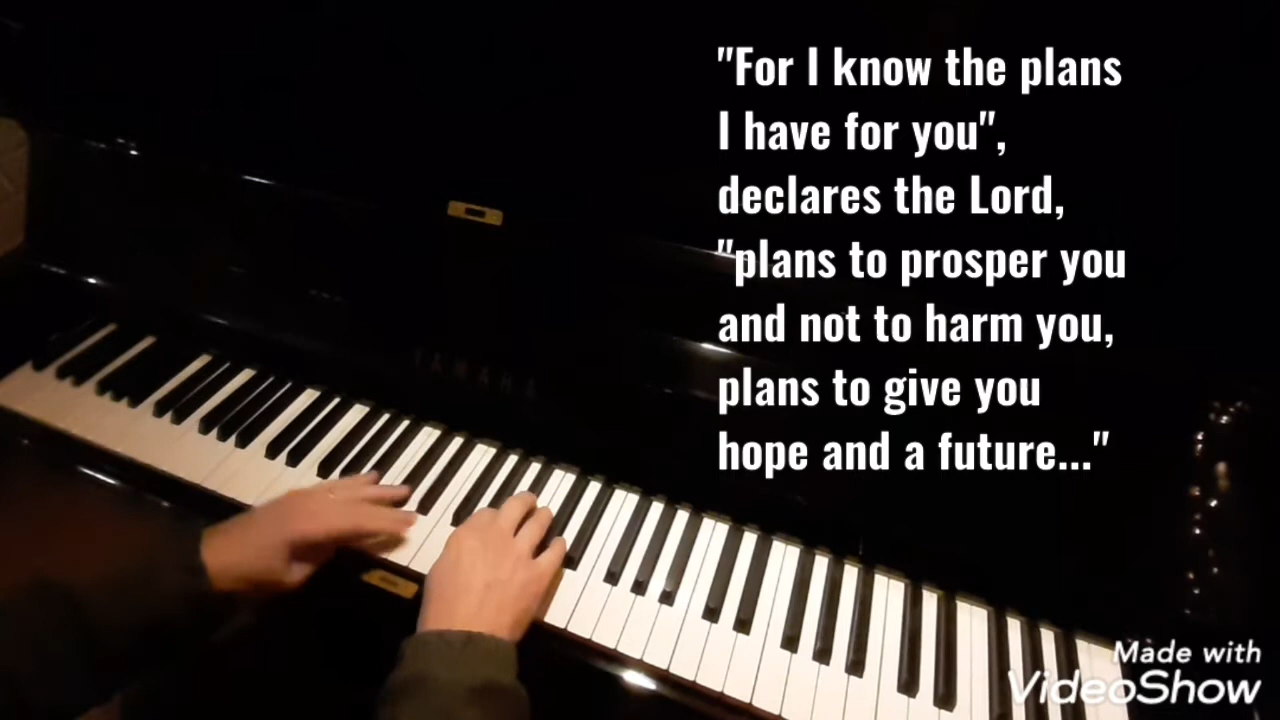 "For I know the plans
I have for you",
declares the Lord,
"plans to prosper you
and not to harm you,
plans to give you
hope and a future..."
YAMAHA
Made with
VideoShow